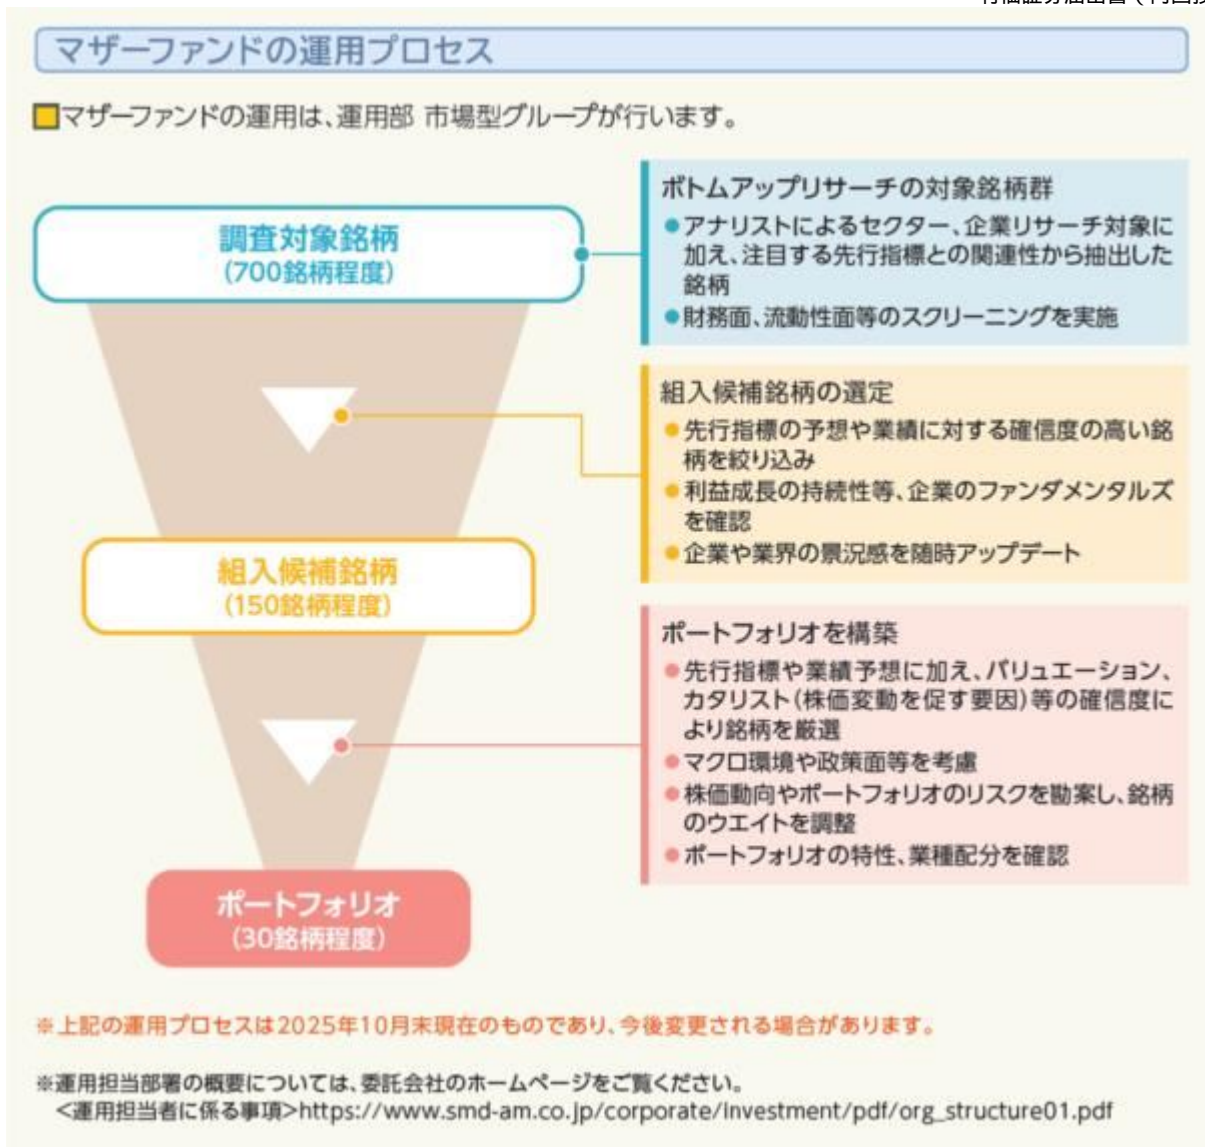 マザーファンドの運用プロセス
マザーファンドの運用は、運用部 市場型グループが行います。
調査対象銘柄
(700銘柄程度)
ボトムアップリサーチの対象銘柄群
●アナリストによるセクター、企業リサーチ対象に
加え、注目する先行指標との関連性から抽出した
銘柄
●財務面、流動性面等のスクリーニングを実施
組入候補銘柄の選定
●先行指標の予想や業績に対する確信度の高い銘
柄を絞り込み
●利益成長の持続性等、企業のファンダメンタルズ
を確認
●企業や業界の景況感を随時アップデート
組入候補銘柄
(150銘柄程度)
ポートフォリオを構築
●先行指標や業績予想に加え、バリュエーション、
カタリスト(株価変動を促す要因)等の確信度に
より銘柄を厳選
●マクロ環境や政策面等を考慮
●株価動向やポートフォリオのリスクを勘案し、銘柄
のウエイトを調整
●ポートフォリオの特性、業種配分を確認
ポートフォリオ
(30銘柄程度)
※上記の運用プロセスは2025年10月末現在のものであり、今後変更される場合があります。
※運用担当部署の概要については、委託会社のホームページをご覧ください。
<運用担当者に係る事項>https://www.smd-am.co.jp/corporate/investment/pdf/org_structure01.pdf